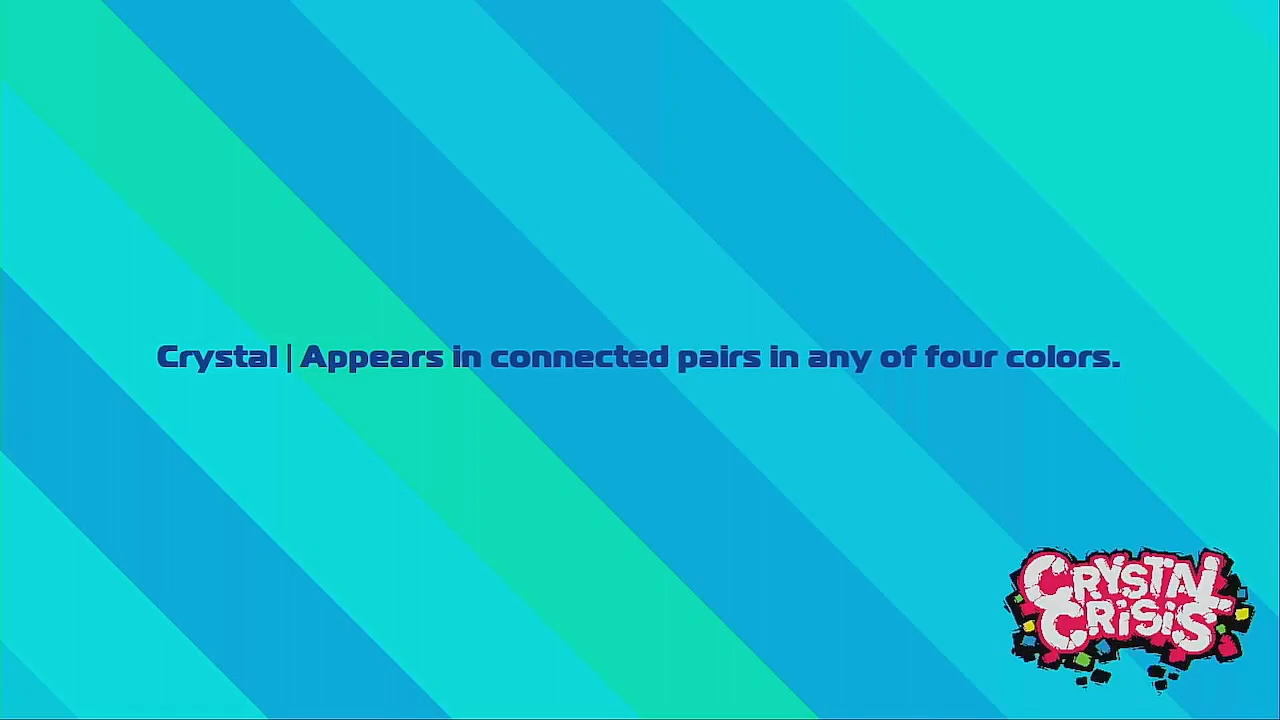 Crystal | Appears in connected pairs in any of four colors.
CRYSTAL
CRISIS